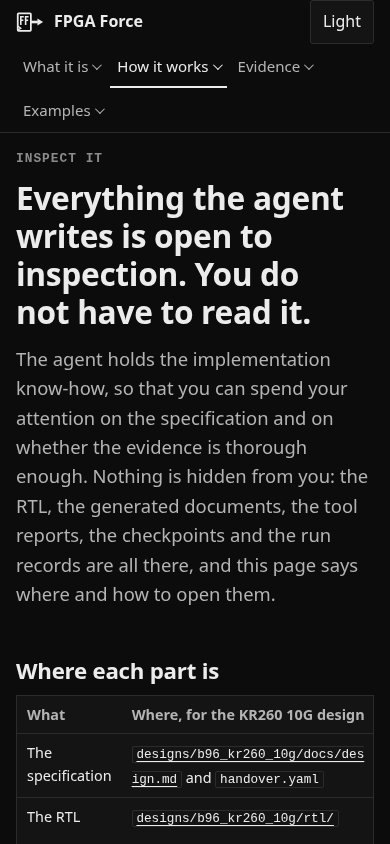 FPGA Force
Light
What it is
How it works
Evidence
Examples
INSPECT IT
Everything the agent
writes is open to
inspection. You do
not have to read it.
The agent holds the implementation
know-how, so that you can spend your
attention on the specification and on
whether the evidence is thorough
enough. Nothing is hidden from you: the
RTL, the generated documents, the tool
reports, the checkpoints and the run
records are all there, and this page says
where and how to open them.
Where each part is
What
Where, for the KR260 10G design
The
specification
designs/b96_kr260_10g/docs/des
ign.md and handover.yaml
The RTL
designs/b96_kr260_10g/rtl/